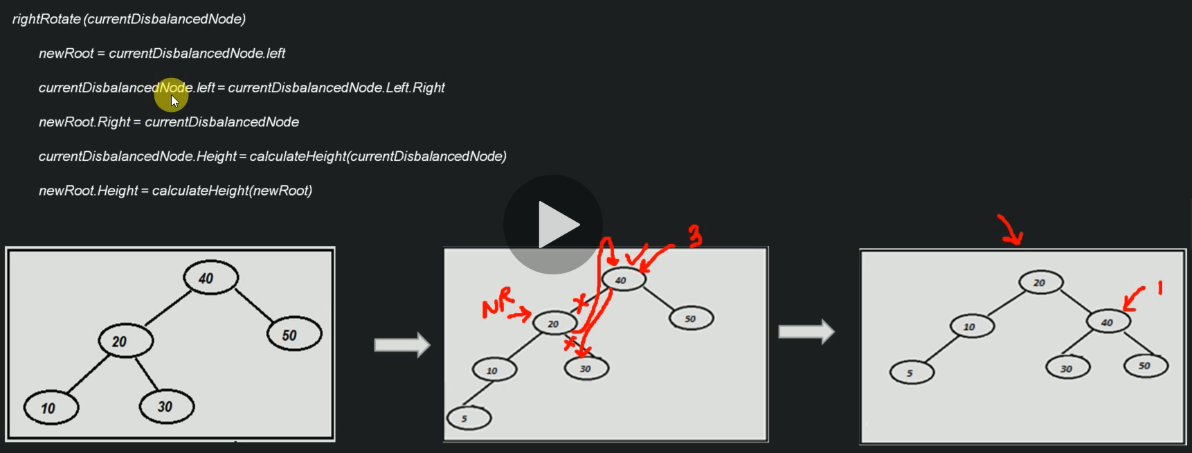 rightRotate (currentDisbalancedNode)
newRoot = currentDisbalancedNode.left
currentDisbalancedNode.left = currentDisbalancedNode.Left.Right
newRoot.Right = currentDisbalancedNode
currentDisbalancedNode.Height = calculateHeight(currentDisbalancedNode)
newRoot.Height = calculateHeight(newRoot)
40
20
50
10
30
3
40
NR
20
50
10
30
5
20
1
10
40
5
30
50